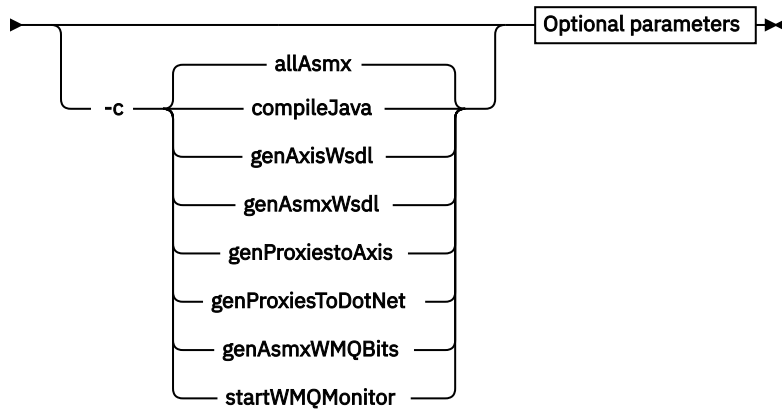 Optional parameters
allAsmx
-c compileJava
genAxisWsdl
genAsmxWsdl
genProxiestoAxis
genProxiesToDotNet
genAsmxWMQBits
startWMQMonitor